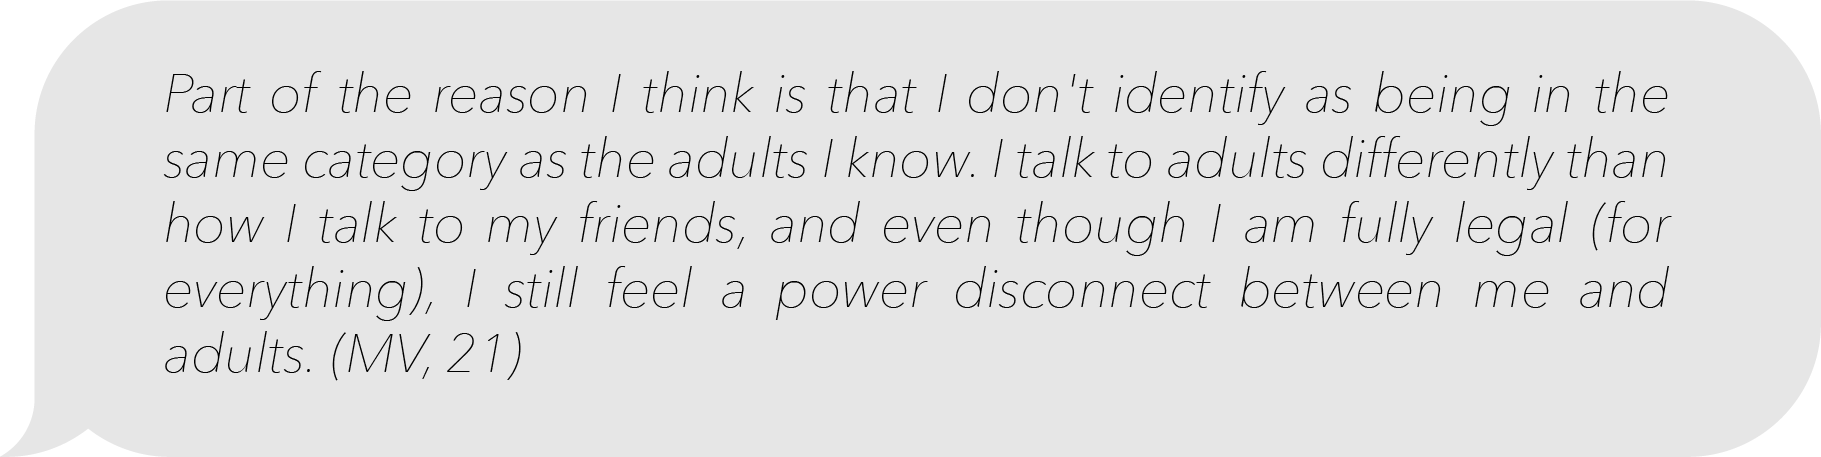 Part of the reason I think is that I don't identify as being in the
same category as the adults I know. I talk to adults differently than
how I talk to my friends, and even though I am fully legal (for
everything), I still feel a power disconnect between me and
adults. (MV, 21)